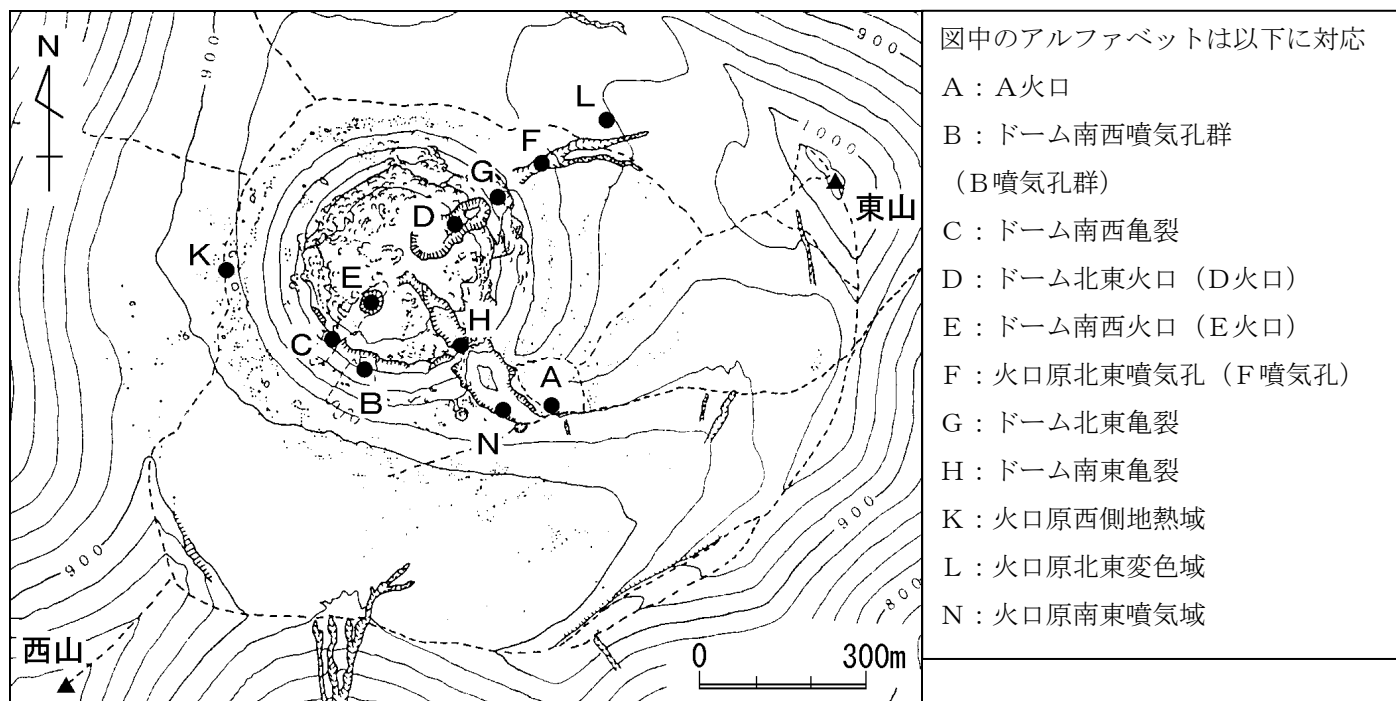 N
900
900
1000
L
F
G
D
東山
K
E
H
C
A
B
N
900
900
800
西山
0 300m
図中のアルファベットは以下に対応
A:A火口
B:ドーム南西噴気孔群
(B噴気孔群)
C:ドーム南西亀裂
D:ドーム北東火口(D火口)
E:ドーム南西火口(E火口)
F:火口原北東噴気孔(F噴気孔)
G:ドーム北東亀裂
H:ドーム南東亀裂
K:火口原西側地熱域
L:火口原北東変色域
N:火口原南東噴気域